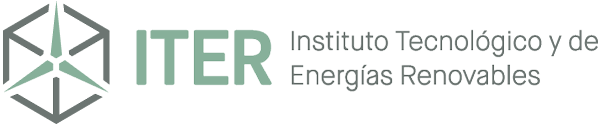 ITER
Instituto Tecnológico y de
Energías Renovables